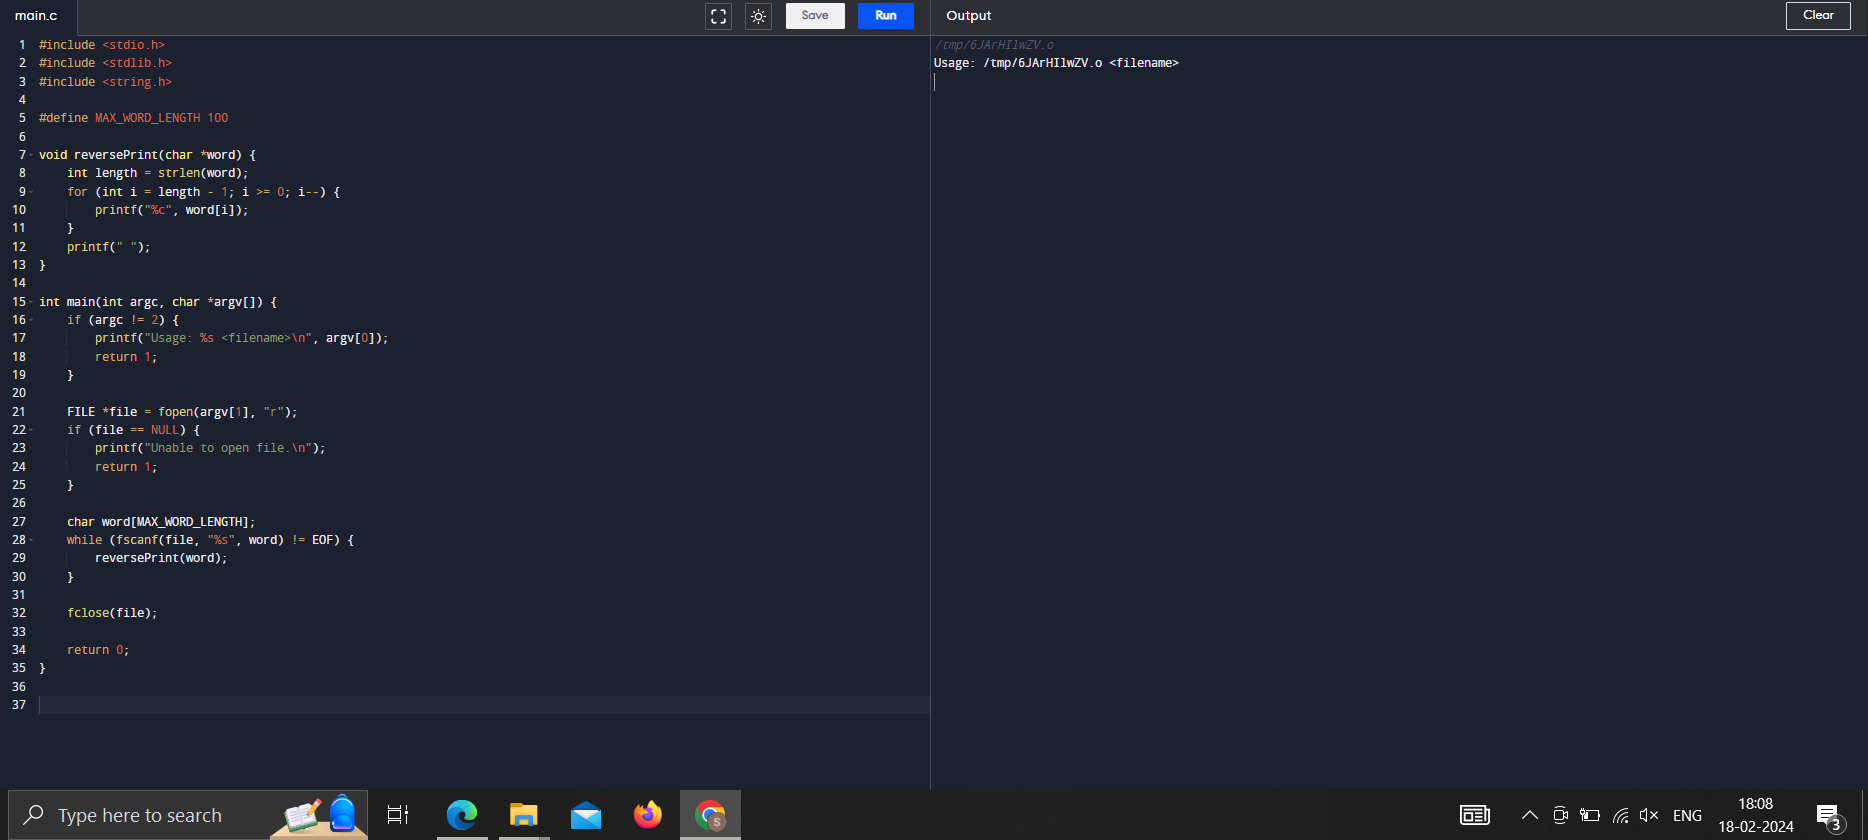 main.c
Save
Run
Output
Clear
1 #include <stdio.h>
2 #include <stdlib.h>
3 #include <string.h>
4
5 #define MAX_WORD_LENGTH 100
6
7 void reversePrint(char *word) {
8 int length = strlen(word);
9 for (int i = length - 1; i >= 0; i--) {
10 printf("%c", word[i]);
11 }
12 printf(" ");
13 }
14
15 int main(int argc, char *argv[]) {
16 if (argc != 2) {
17 printf("Usage: %s <filename>\n", argv[0]);
18 return 1;
19 }
20
21 FILE *file = fopen(argv[1], "r");
22 if (file == NULL) {
23 printf("Unable to open file.\n");
24 return 1;
25 }
26
27 char word[MAX_WORD_LENGTH];
28 while (fscanf(file, "%s", word) != EOF) {
29 reversePrint(word);
30 }
31
32 fclose(file);
33
34 return 0;
35 }
36
37
/tmp/6JArHIlwZV.o
Usage: /tmp/6JArHIlwZV.o <filename>
Type here to search
S
ENG
18:08
18-02-2024
3